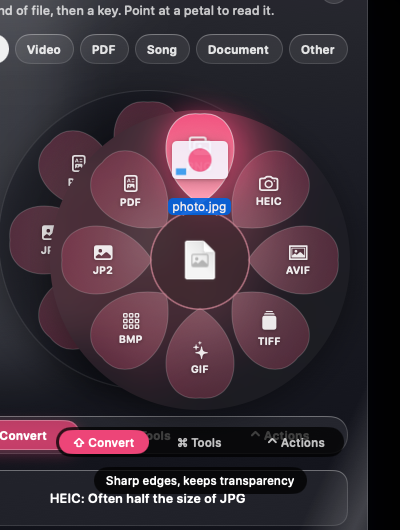 nd of file, then a key. Point at a petal to read it.
Video
PDF
Song
Document
Other
PDF
HEIC
photo.jpg
JP2
AVIF
BMP
TIFF
GIF
Convert
Convert
⌘ Tools
^ Actions
^ Actions
Sharp edges, keeps transparency
HEIC: Often half the size of JPG